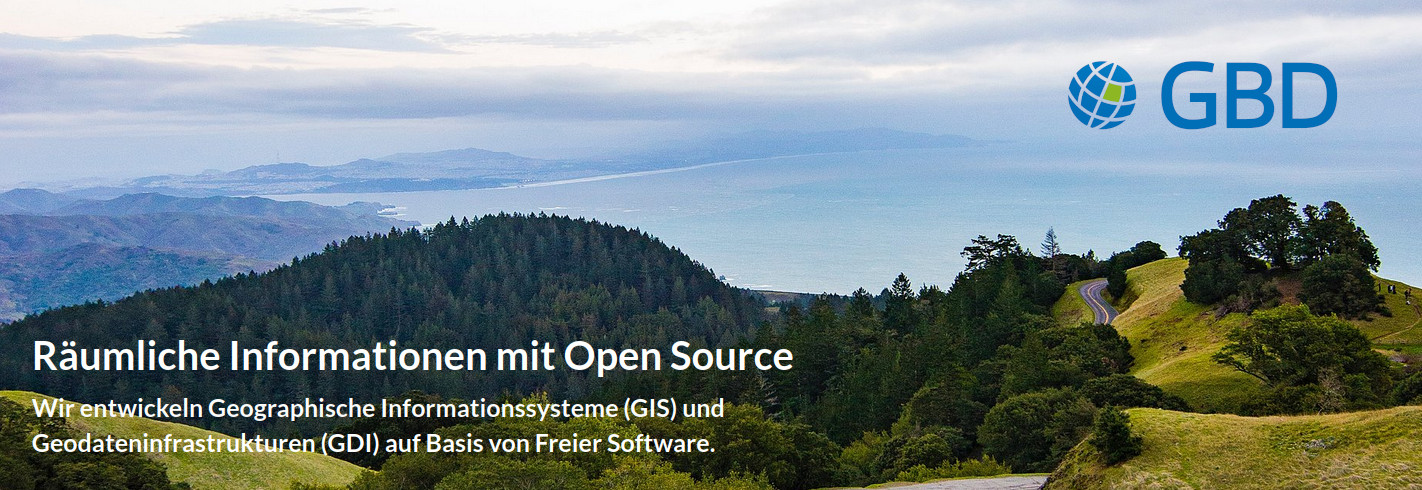 GBD
Räumliche Informationen mit Open Source
Wir entwickeln Geographische Informationssysteme (GIS) und
Geodateninfrastrukturen (GDI) auf Basis von Freier Software.